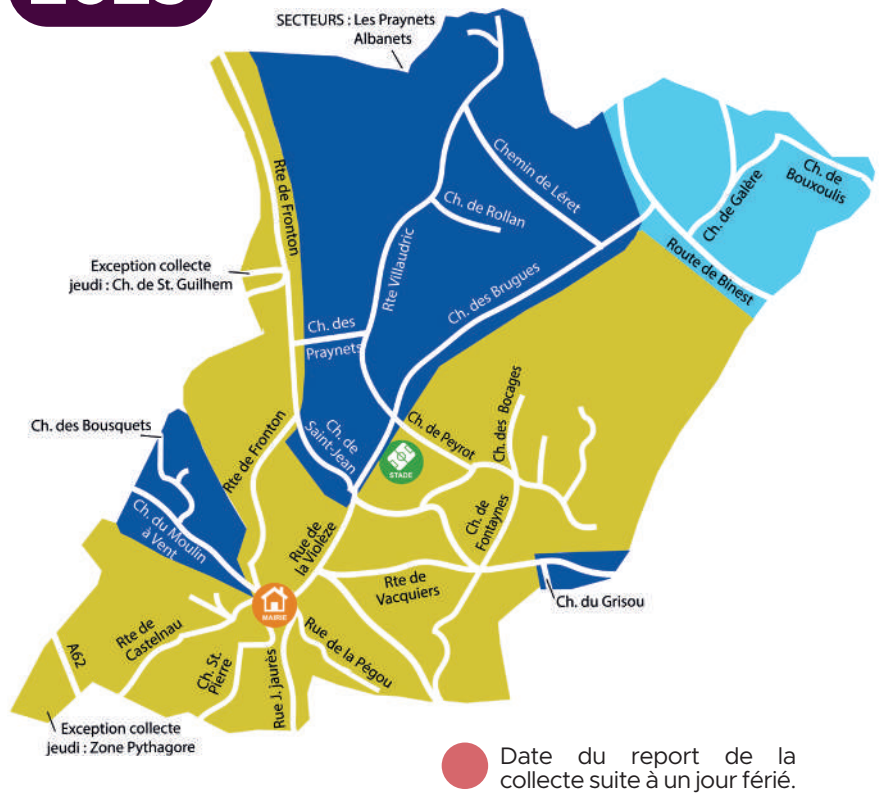 SECTEURS : Les Praynets
Albanets
Rte de Fronton
Chemin de Léret
Ch. de Rollan
Ch. de Galère
Ch. de
Bouxoulis
Rte Villaudric
Route de Binest
Exception collecte
jeudi : Ch. de St. Guilhem
Ch. des Brugues
Ch. des
Praynets
Ch. des Bousquets
Rte de Fronton
Ch. de
Saint-Jean
Ch. de Peyrot
Ch. des Bocages
STADE
Ch. du Moulin
à Vent
Rue de
la Violèze
Ch. de
Fontaynes
Rte de
Vacquiers
Ch. du Grisou
MAIRIE
Rte de
Castelnau
A62
Ch. St.
Pierre
Rue J. jaurès
Rue de la Pégou
Exception collecte
jeudi : Zone Pythagore
Date du report de la
collecte suite à un jour férié.